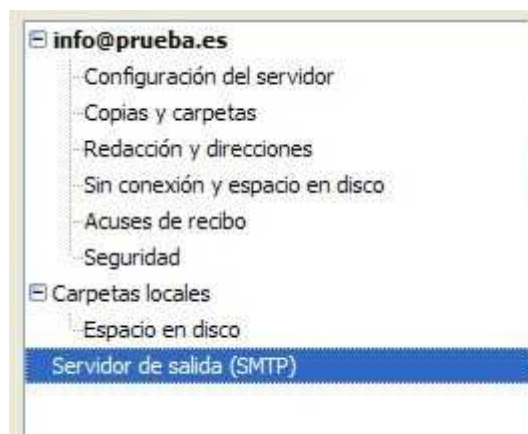 info@prueba.es
Configuración del servidor
Copias y carpetas
Redacción y direcciones
Sin conexión y espacio en disco
Acuses de recibo
Seguridad
Carpetas locales
Espacio en disco
Servidor de salida (SMTP)